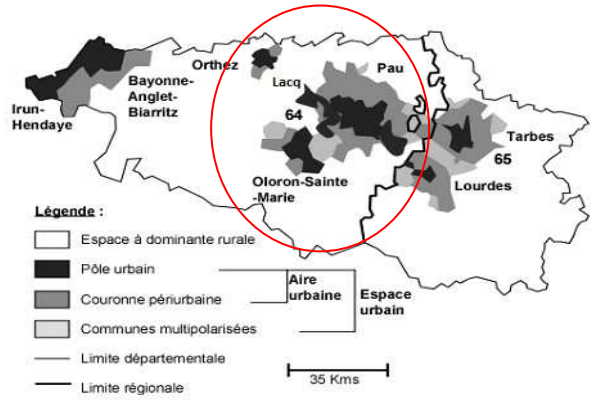 Orthez
Pau
Lacq
Bayonne-
Anglet-
Biarritz
Irun-
Hendaye
64
Tarbes
65
Oloron-Sainte
-Marie
Lourdes
Légende :
Espace à dominante rurale
Pôle urbain
Aire
urbaine
Espace
urbain
Couronne périurbaine
Communes multipolarisées
Limite départementale
Limite régionale
35 Kms